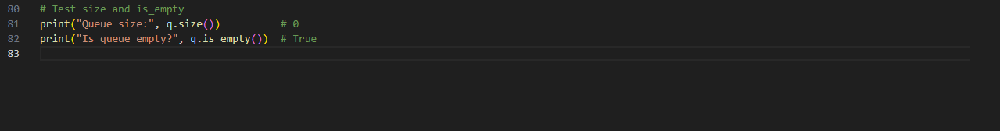 80 # Test size and is_empty
81 print("Queue size:", q.size())          # 0
82 print("Is queue empty?", q.is_empty())  # True
83